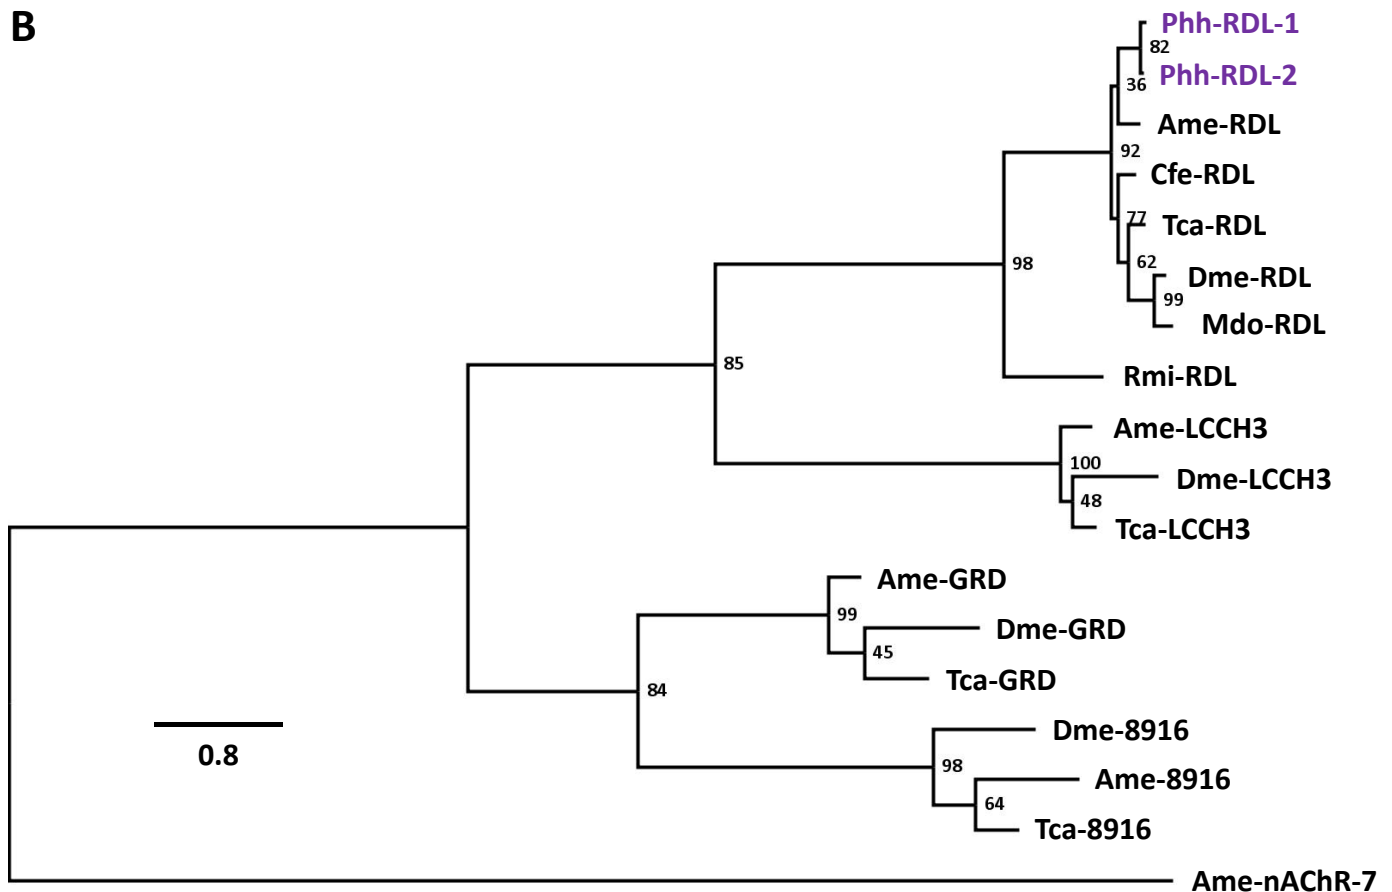 B
Phh-RDL-1
82
Phh-RDL-2
36
Ame-RDL
92
Cfe-RDL
77
Tca-RDL
62
Dme-RDL
99
Mdo-RDL
98
85
Rmi-RDL
Ame-LCCH3
100
Dme-LCCH3
48
Tca-LCCH3
Ame-GRD
99
Dme-GRD
45
Tca-GRD
84
Dme-8916
0.8
98
Ame-8916
64
Tca-8916
Ame-nAChR-7